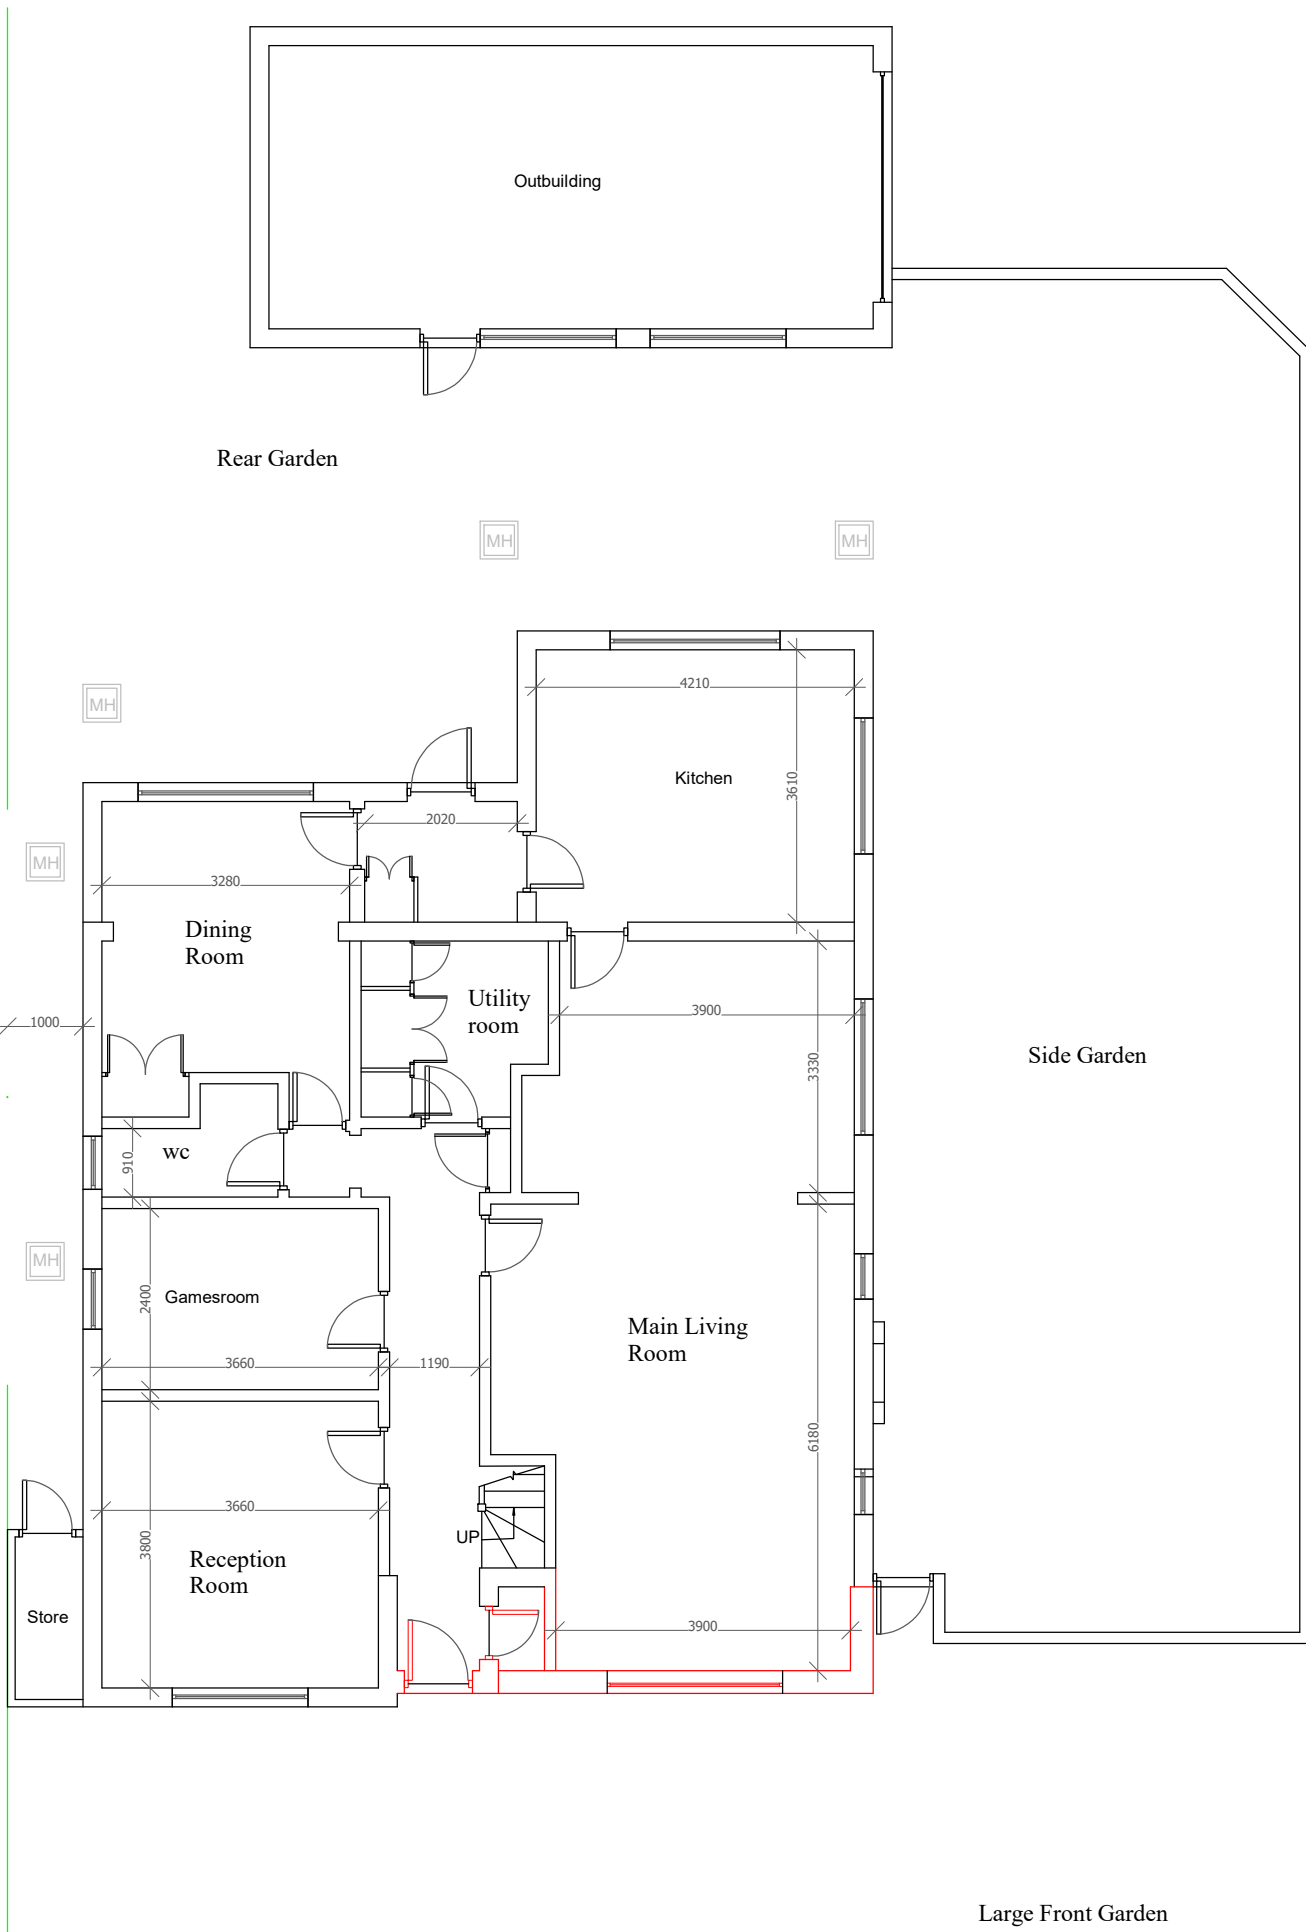 Outbuilding
Rear Garden
MH
MH
4210
MH
Kitchen
3610
2020
MH
3280
Dining
Room
Utility
room
3900
1000
Side Garden
3330
wc
910
MH
Gamesroom
2400
Main Living
Room
3660
1190
6180
3660
UP
3800
Reception
Room
Store
3900
Large Front Garden